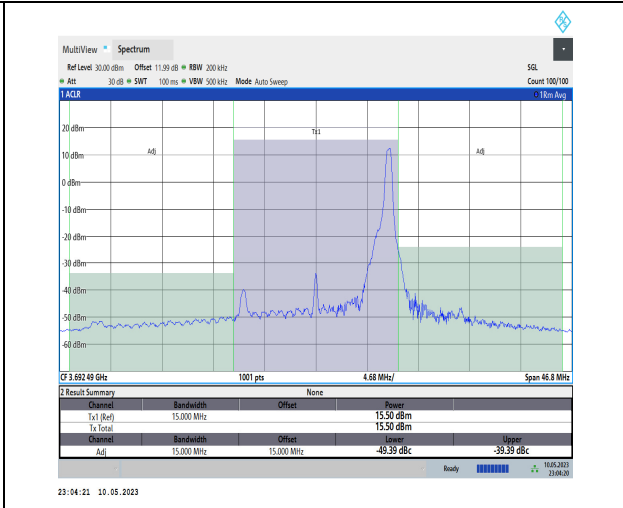 MultiView Spectrum
Ref Level 30.00 dBm Offset 11.99 dB RBW 200 kHz SGL
Att 30 dB SWT 100 ms VBW 500 kHz Mode Auto Sweep Count 100/100
1 ACLR 1Rm Avg
20 dBm
Tx1
10 dBm Adj Adj
0 dBm
-10 dBm
-20 dBm
-30 dBm
-40 dBm
-50 dBm
-60 dBm
CF 3.692 49 GHz 1001 pts 4.68 MHz/ Span 46.8 MHz
2 Result Summary None
Channel Bandwidth Offset Power
Tx1 (Ref) 15.000 MHz 15.50 dBm
Tx Total 15.50 dBm
Channel Bandwidth Offset Lower Upper
Adj 15.000 MHz 15.000 MHz -49.39 dBc -39.39 dBc
Ready 10.05.2023
23:04:20
23:04:21 10.05.2023